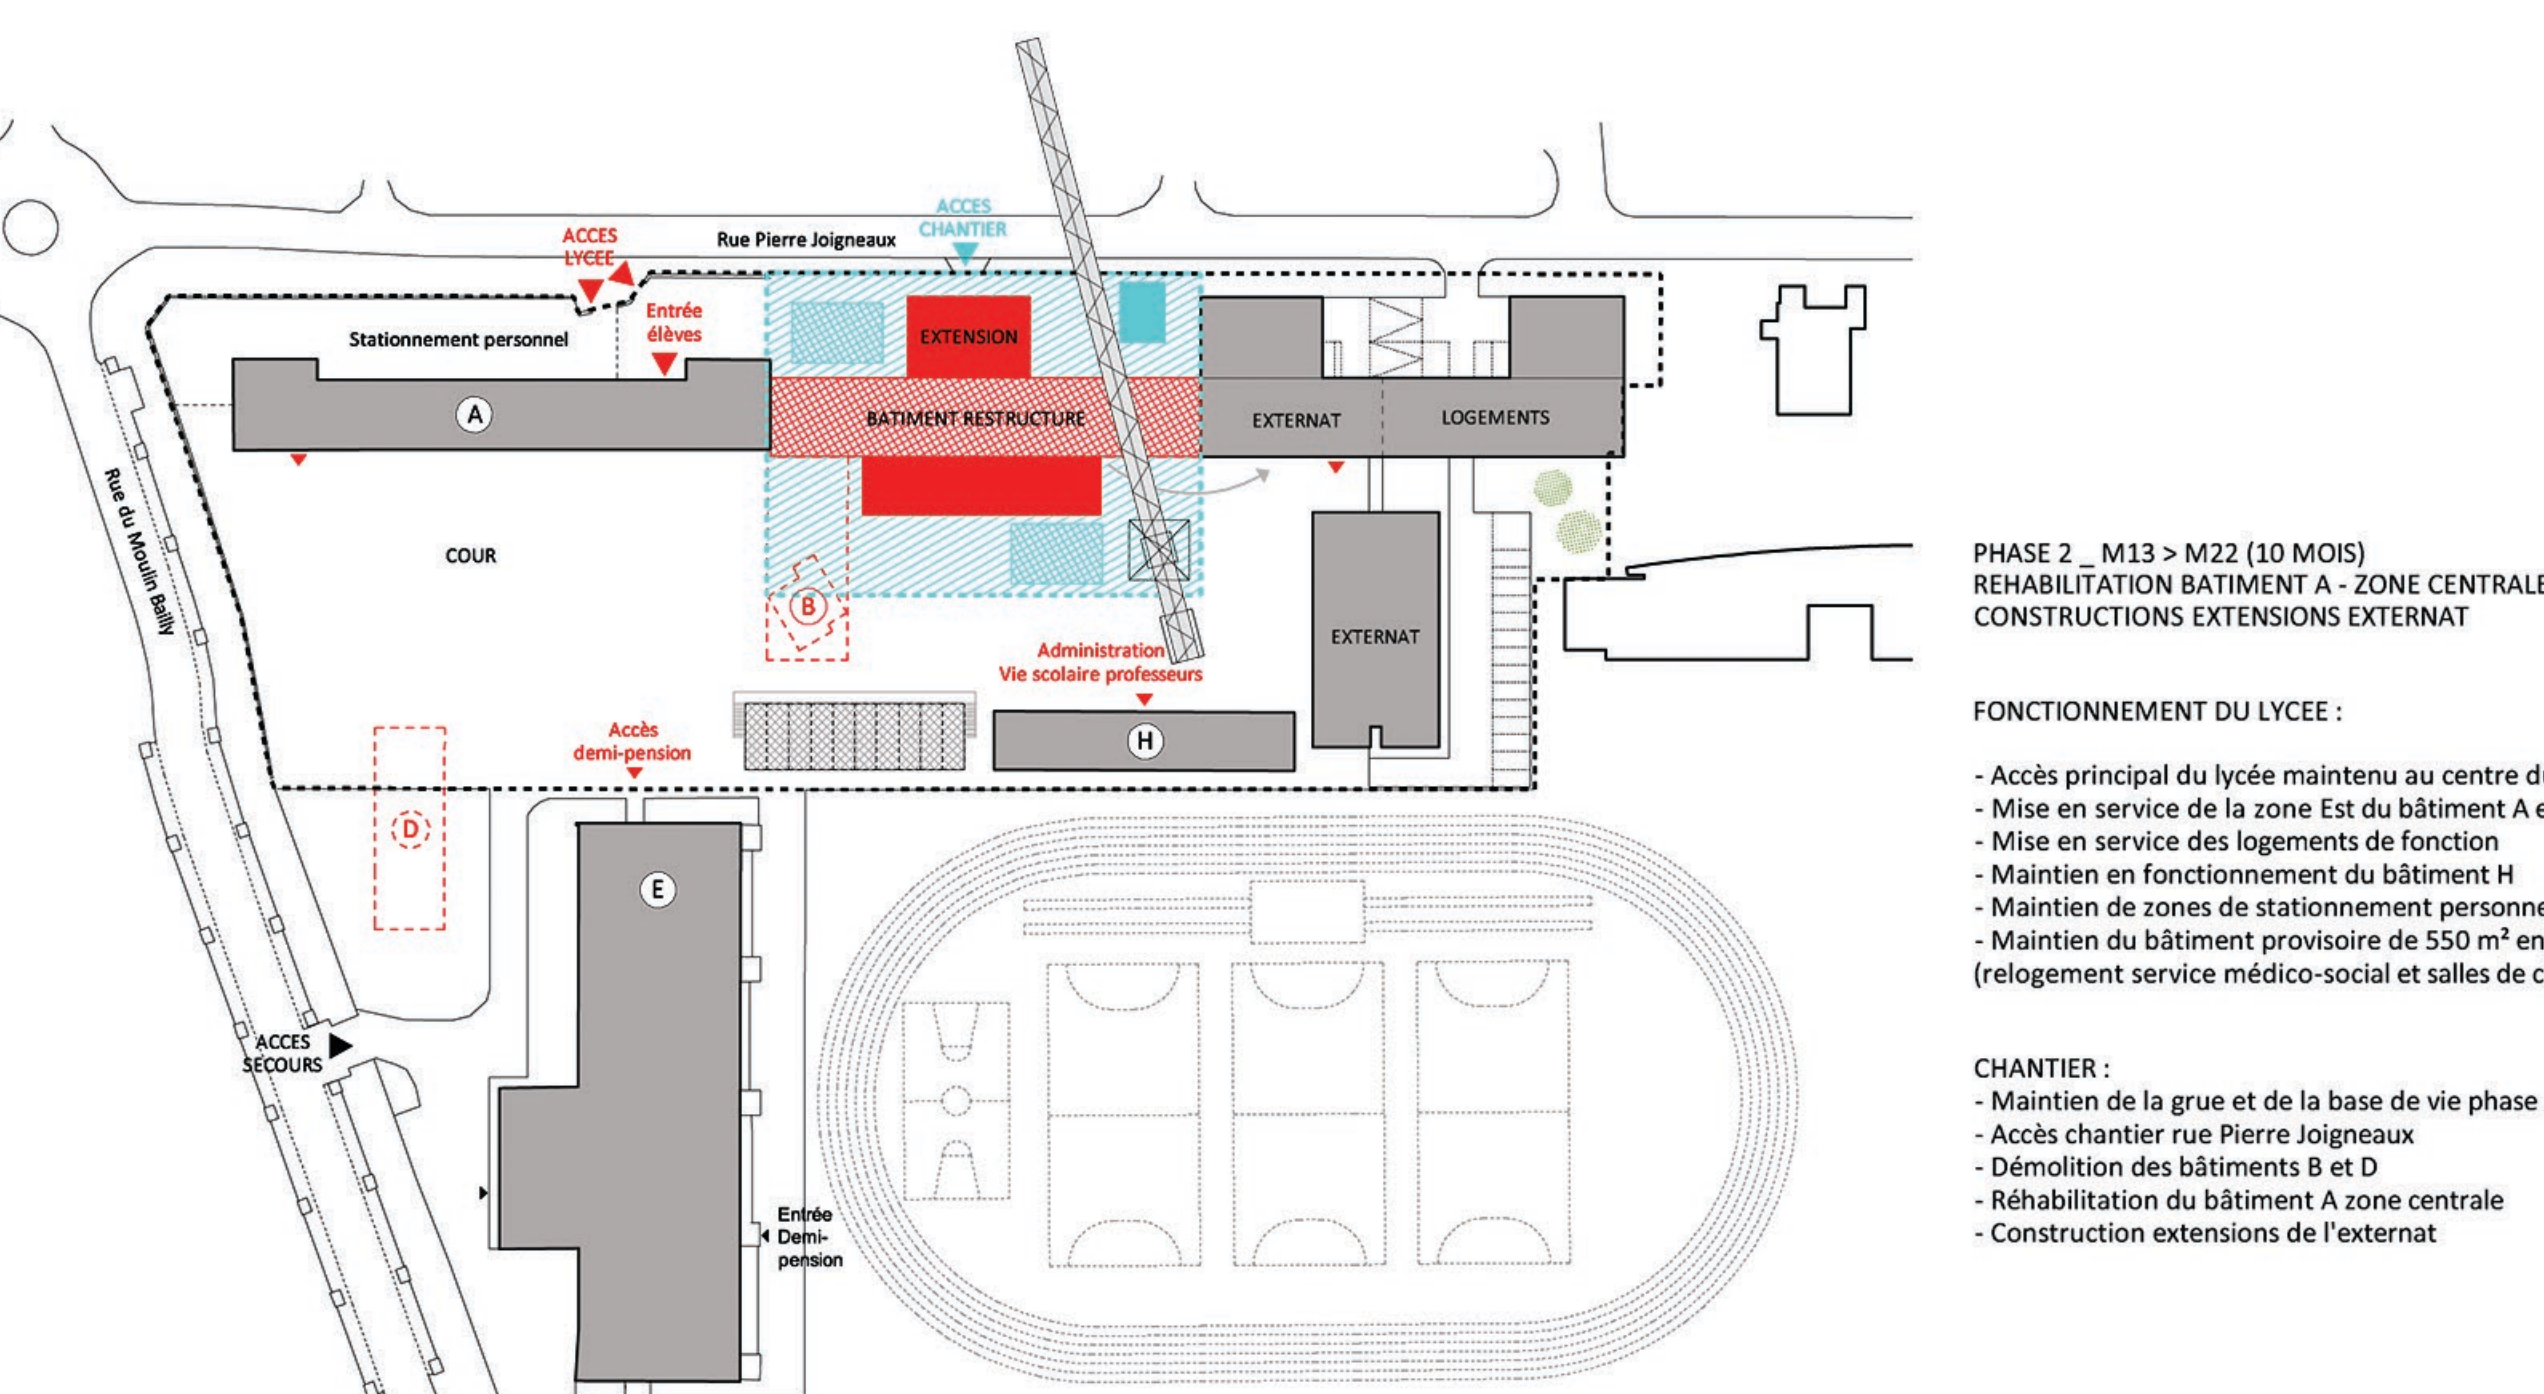 ACCES
CHANTIER
ACCES
LYCEE
Rue Pierre Joigneaux
Entrée
élèves
Stationnement personnel
EXTENSION
A
BATIMENT RESTRUCTURE
EXTERNAT
LOGEMENTS
Rue du Moulin Bailly
COUR
B
EXTERNAT
Administration
Vie scolaire professeurs
H
Accès
demi-pension
D
E
ACCES
SECOURS
Entrée
Demi-
pension
PHASE 2 _ M13 > M22 (10 MOIS)
REHABILITATION BATIMENT A - ZONE CENTRALE
CONSTRUCTIONS EXTENSIONS EXTERNAT
FONCTIONNEMENT DU LYCEE :
- Accès principal du lycée maintenu au centre
- Mise en service de la zone Est du bâtiment A
- Mise en service des logements de fonction
- Maintien en fonctionnement du bâtiment H
- Maintien de zones de stationnement
- Maintien du bâtiment provisoire de 550 m² en
(relogement service médico-social et salles de
CHANTIER :
- Maintien de la grue et de la base de vie phase
- Accès chantier rue Pierre Joigneaux
- Démolition des bâtiments B et D
- Réhabilitation du bâtiment A zone centrale
- Construction extensions de l'externat